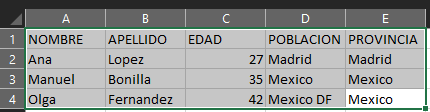 A B C D E
1 NOMBRE APELLIDO EDAD POBLACION PROVINCIA
2 Ana Lopez 27 Madrid Madrid
3 Manuel Bonilla 35 Mexico Mexico
4 Olga Fernandez 42 Mexico DF Mexico